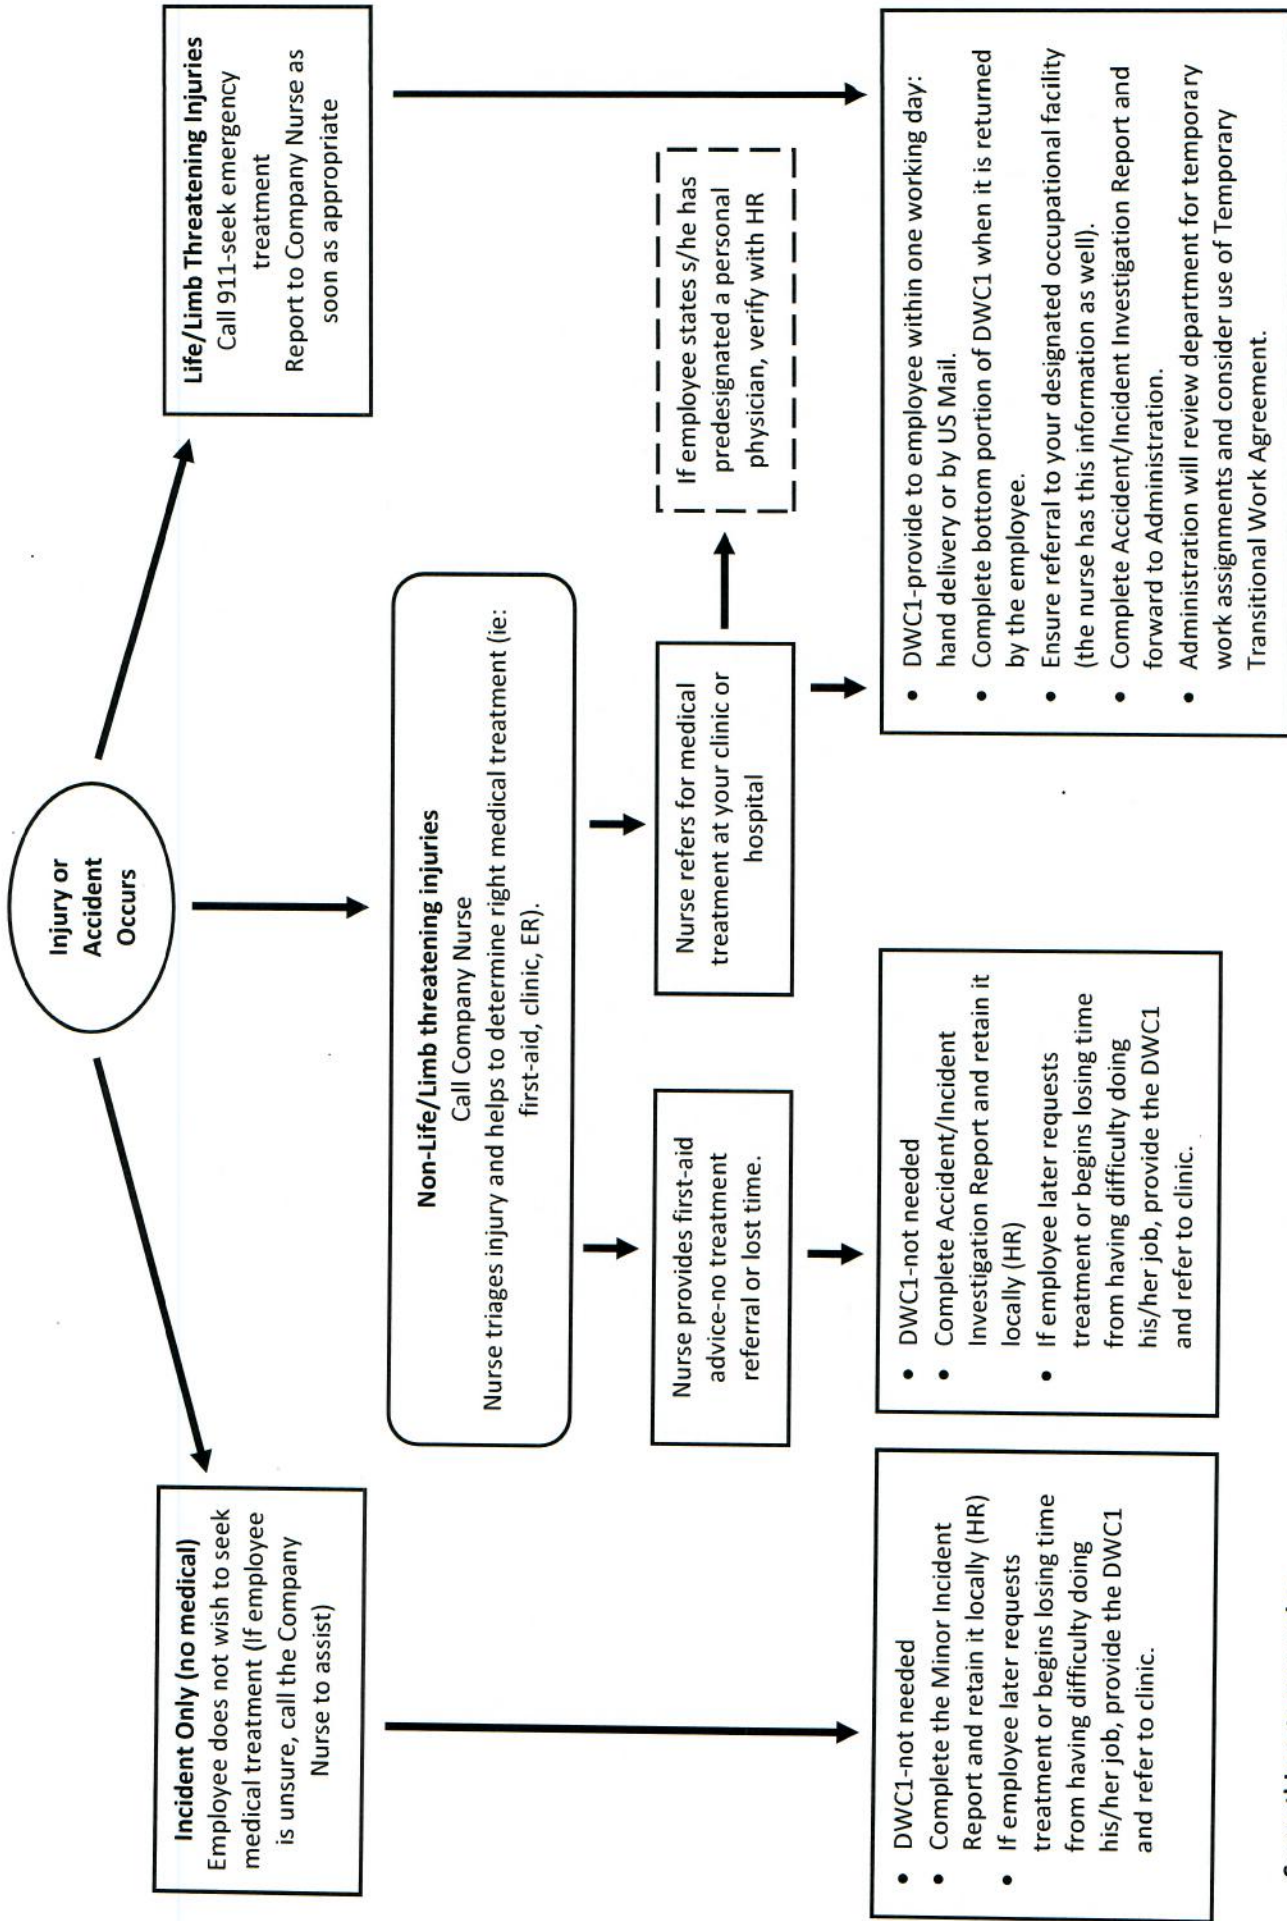 Injury or
Accident
Occurs
Incident Only (no medical)
Employee does not wish to seek
medical treatment (If employee
is unsure, call the Company
Nurse to assist)
Life/Limb Threatening Injuries
Call 911-seek emergency
treatment
Report to Company Nurse as
soon as appropriate
Non-Life/Limb threatening injuries
Call Company Nurse
Nurse triages injury and helps to determine right medical treatment (ie:
first-aid, clinic, ER).
Nurse provides first-aid
advice-no treatment
referral or lost time.
Nurse refers for medical
treatment at your clinic or
hospital
If employee states s/he has
predesignated a personal
physician, verify with HR
• DWC1-not needed
• Complete the Minor Incident
Report and retain it locally (HR)
• If employee later requests
treatment or begins losing time
from having difficulty doing
his/her job, provide the DWC1
and refer to clinic.
• DWC1-not needed
• Complete Accident/Incident
Investigation Report and retain it
locally (HR)
• If employee later requests
treatment or begins losing time
from having difficulty doing
his/her job, provide the DWC1
and refer to clinic.
• DWC1-provide to employee within one working day:
hand delivery or by US Mail.
• Complete bottom portion of DWC1 when it is returned
by the employee.
• Ensure referral to your designated occupational facility
(the nurse has this information as well).
• Complete Accident/Incident Investigation Report and
forward to Administration.
• Administration will review department for temporary
work assignments and consider use of Temporary
Transitional Work Agreement.